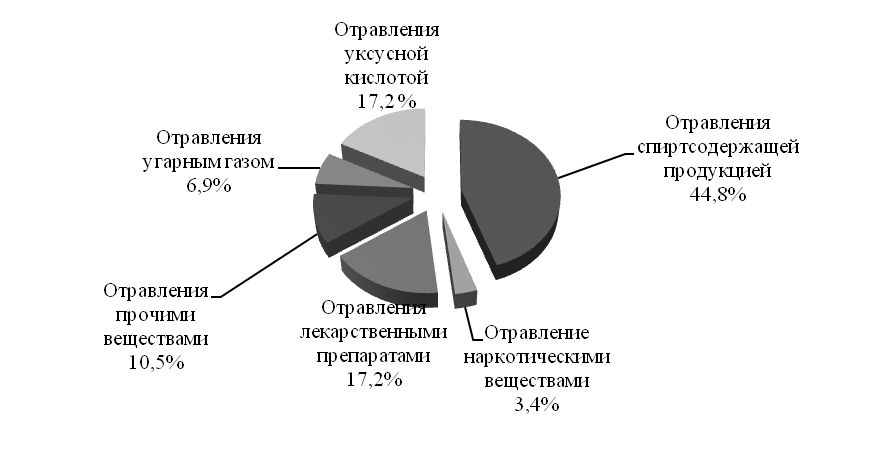 Отравления
уксусной
кислотой
17,2%
Отравления
спиртсодержащей
продукцией
44,8%
Отравления
угарным газом
6,9%
Отравления
прочими
веществами
10,5%
Отравления
лекарственными
препаратами
17,2%
Отравление
наркотическими
веществами
3,4%